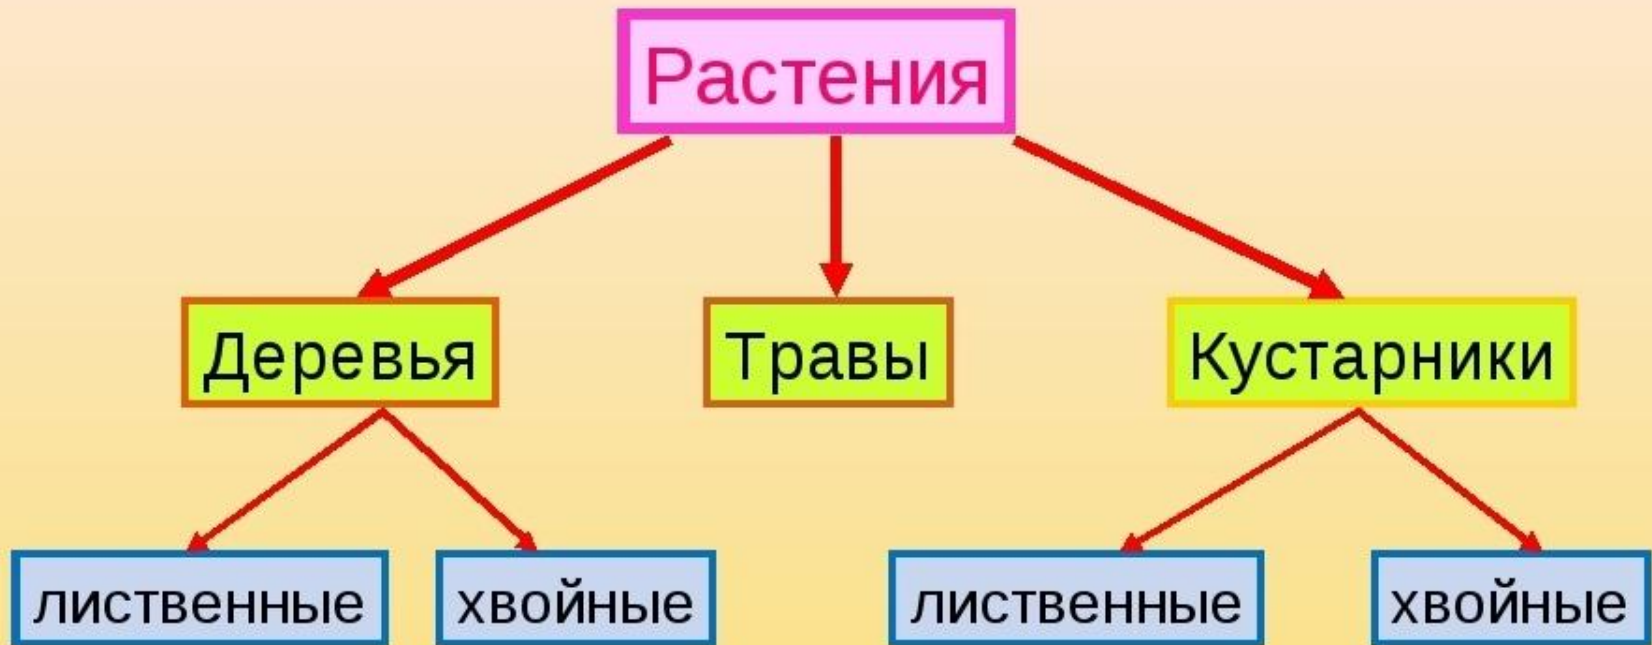 Растения
Деревья Травы Кустарники
лиственные хвойные лиственные хвойные